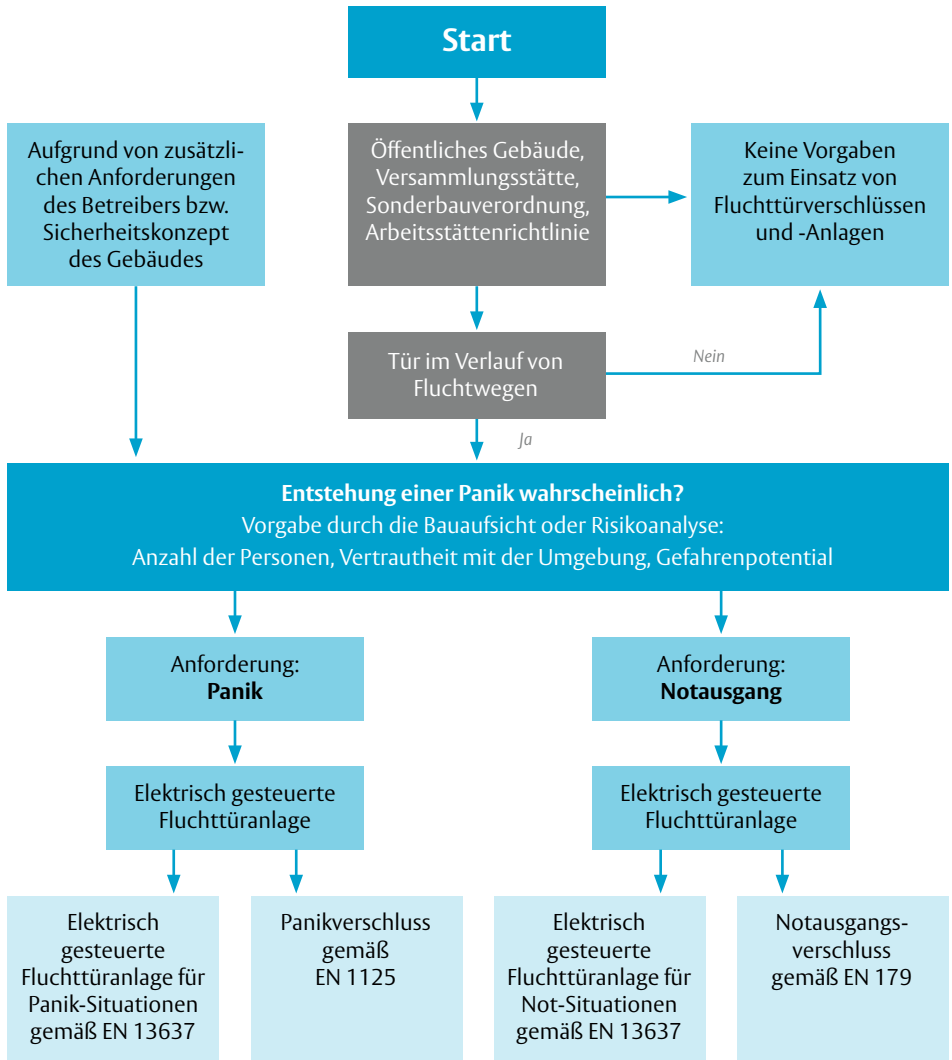 Start
Aufgrund von zusätzli-
chen Anforderungen
des Betreibers bzw.
Sicherheitskonzept
des Gebäudes
Öffentliches Gebäude,
Versammlungsstätte,
Sonderbauverordnung,
Arbeitsstättenrichtlinie
Keine Vorgaben
zum Einsatz von
Fluchttürverschlüssen
und -Anlagen
Tür im Verlauf von
Fluchtwegen
Nein
Ja
Entstehung einer Panik wahrscheinlich?
Vorgabe durch die Bauaufsicht oder Risikoanalyse:
Anzahl der Personen, Vertrautheit mit der Umgebung, Gefahrenpotential
Anforderung:
Panik
Anforderung:
Notausgang
Elektrisch gesteuerte
Fluchttüranlage
Elektrisch gesteuerte
Fluchttüranlage
Elektrisch
gesteuerte
Fluchttüranlage für
Panik-Situationen
gemäß EN 13637
Panikverschluss
gemäß
EN 1125
Elektrisch
gesteuerte
Fluchttüranlage für
Not-Situationen
gemäß EN 13637
Notausgangs-
verschluss
gemäß EN 179